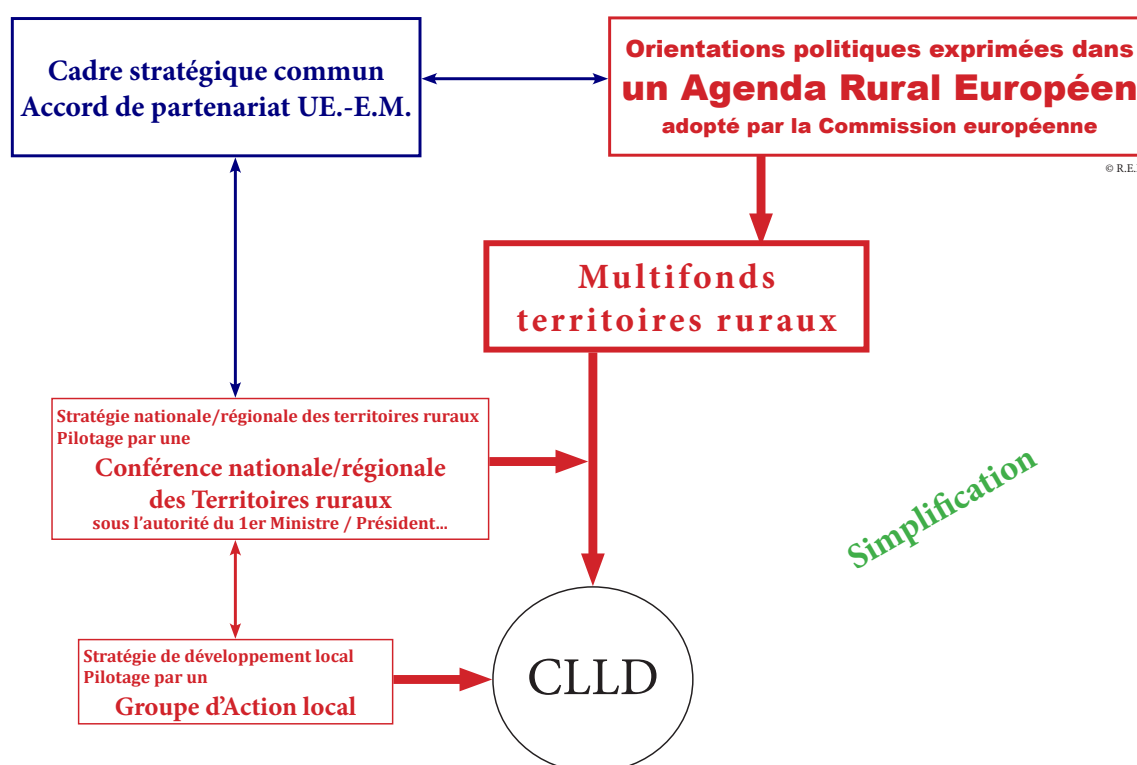 Cadre stratégique commun
Accord de partenariat UE.-E.M.
Orientations politiques exprimées dans
un Agenda Rural Européen
adopté par la Commission européenne
© R.E.
Multifonds
territoires ruraux
Stratégie nationale/régionale des territoires ruraux
Pilotage par une
Conférence nationale/régionale
des Territoires ruraux
sous l'autorité du 1er Ministre / Président...
Simplification
Stratégie de développement local
Pilotage par un
Groupe d'Action local
CLLD